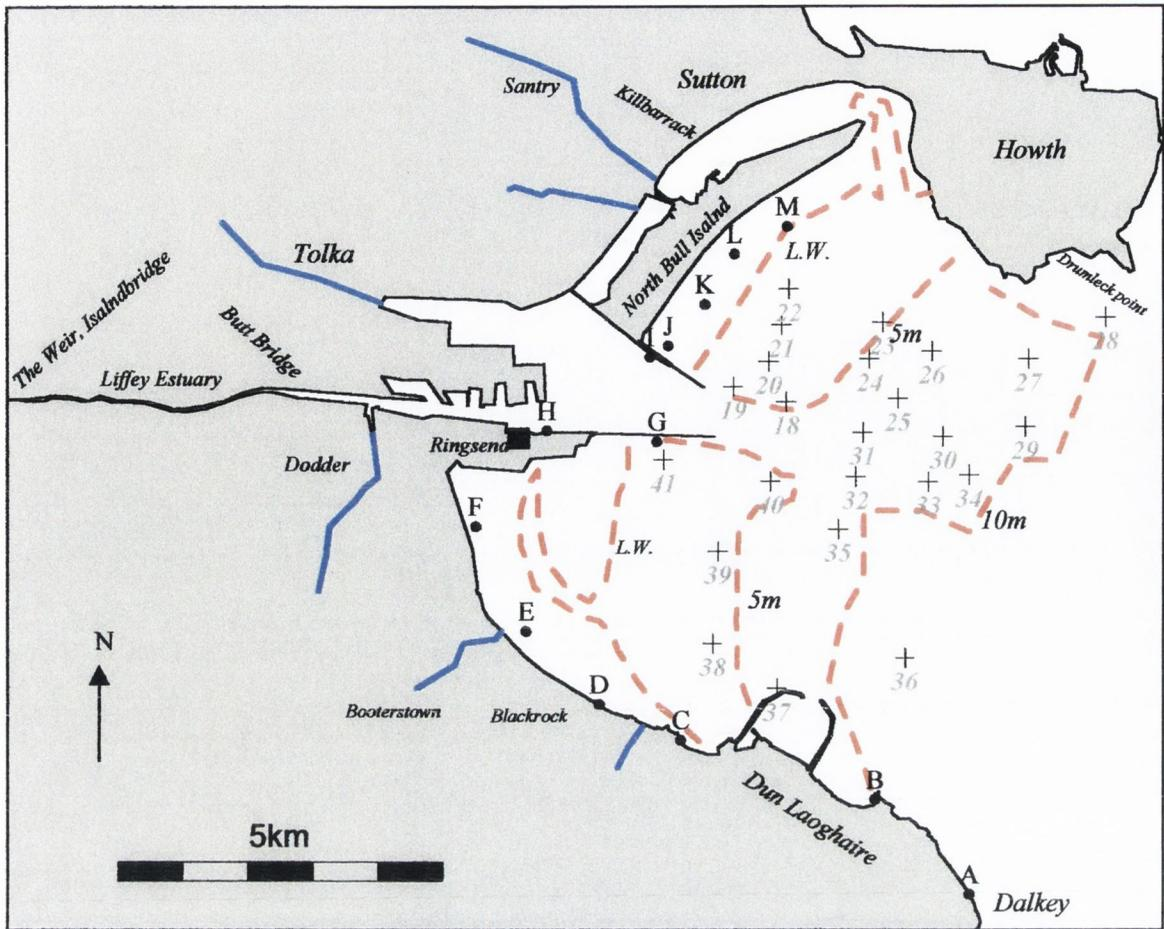 Sutton
Santry
Killbarrack
Howth
North Bull Isalnd
M
L
L.W.
K
Tolka
Drumleck point
The Weir, Isalndbridge
Butt Bridge
Liffey Estuary
22
28
J
I
21
23
5m
20
24
26
27
19
18
25
H
G
Ringsend
31
30
29
Dodder
41
40
32
33
34
F
10m
35
L.W.
39
5m
E
N
38
36
D
37
Booterstown
Blackrock
C
B
Dun Laoghaire
5km
A
Dalkey